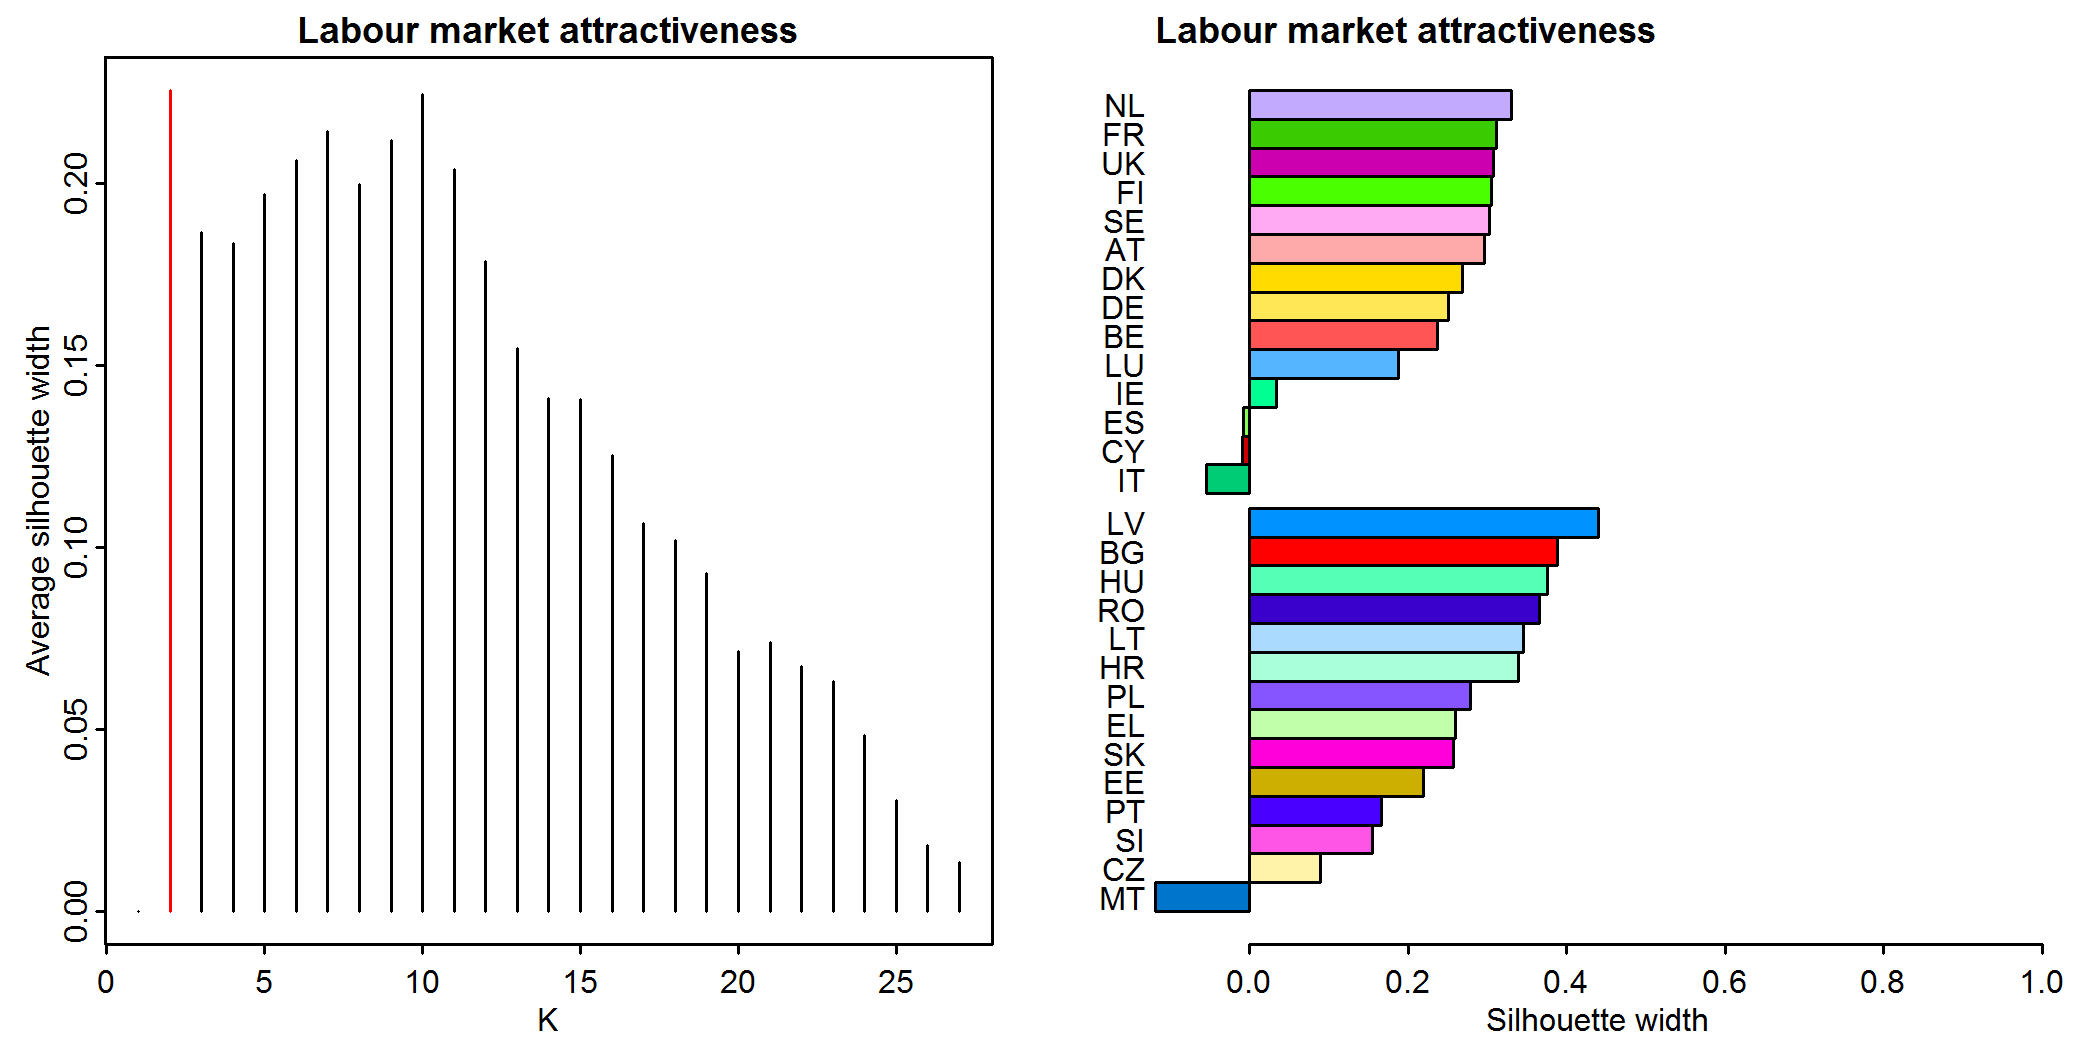 Labour market attractiveness
Average silhouette width
0.20
0.15
0.10
0.05
0.00
0 5 10 15 20 25
K
Labour market attractiveness
NL
FR
UK
FI
SE
AT
DK
DE
BE
LU
IE
ES
CY
IT
LV
BG
HU
RO
LT
HR
PL
EL
SK
EE
PT
SI
CZ
MT
0.0 0.2 0.4 0.6 0.8 1.0
Silhouette width